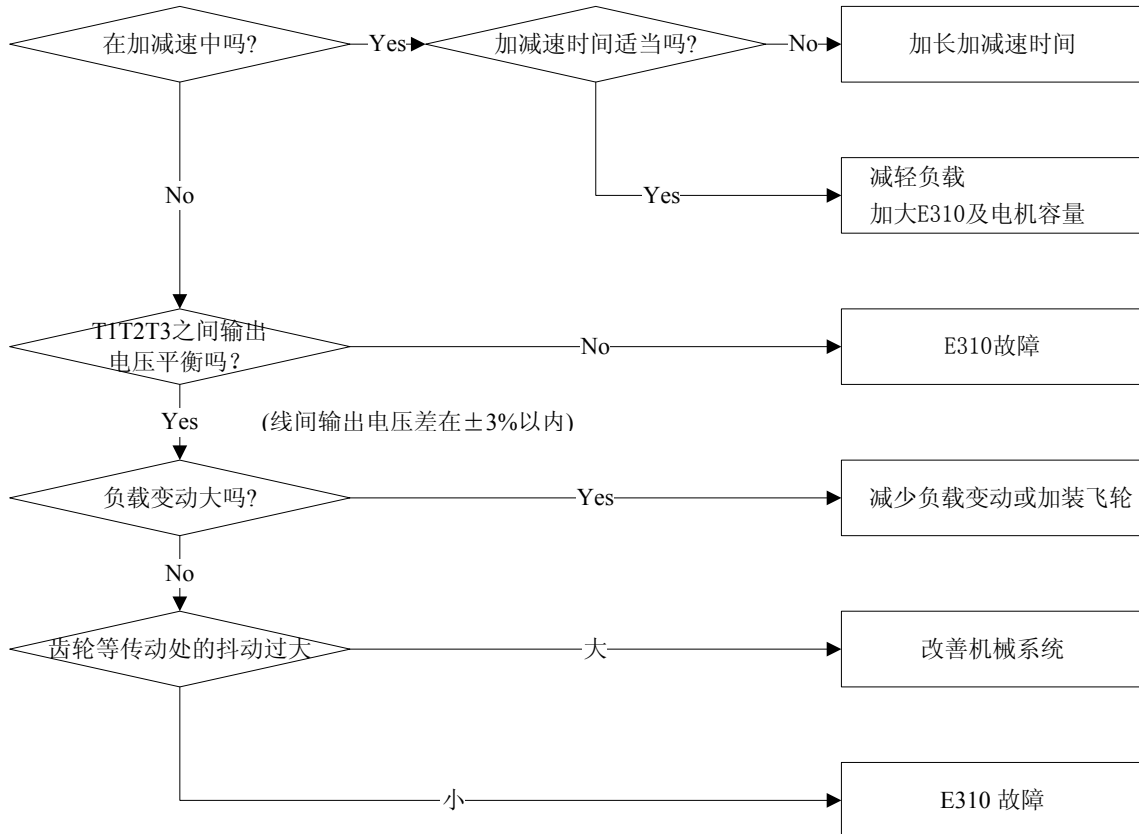 在加减速中吗?
Yes
加减速时间适当吗?
No
加长加减速时间
No
Yes
减轻负载
加大E310及电机容量
T1T2T3之间输出
电压平衡吗?
No
E310故障
Yes
(线间输出电压差在±3%以内)
负载变动大吗?
Yes
减少负载变动或加装飞轮
No
齿轮等传动处的抖动过大
大
改善机械系统
小
E310 故障